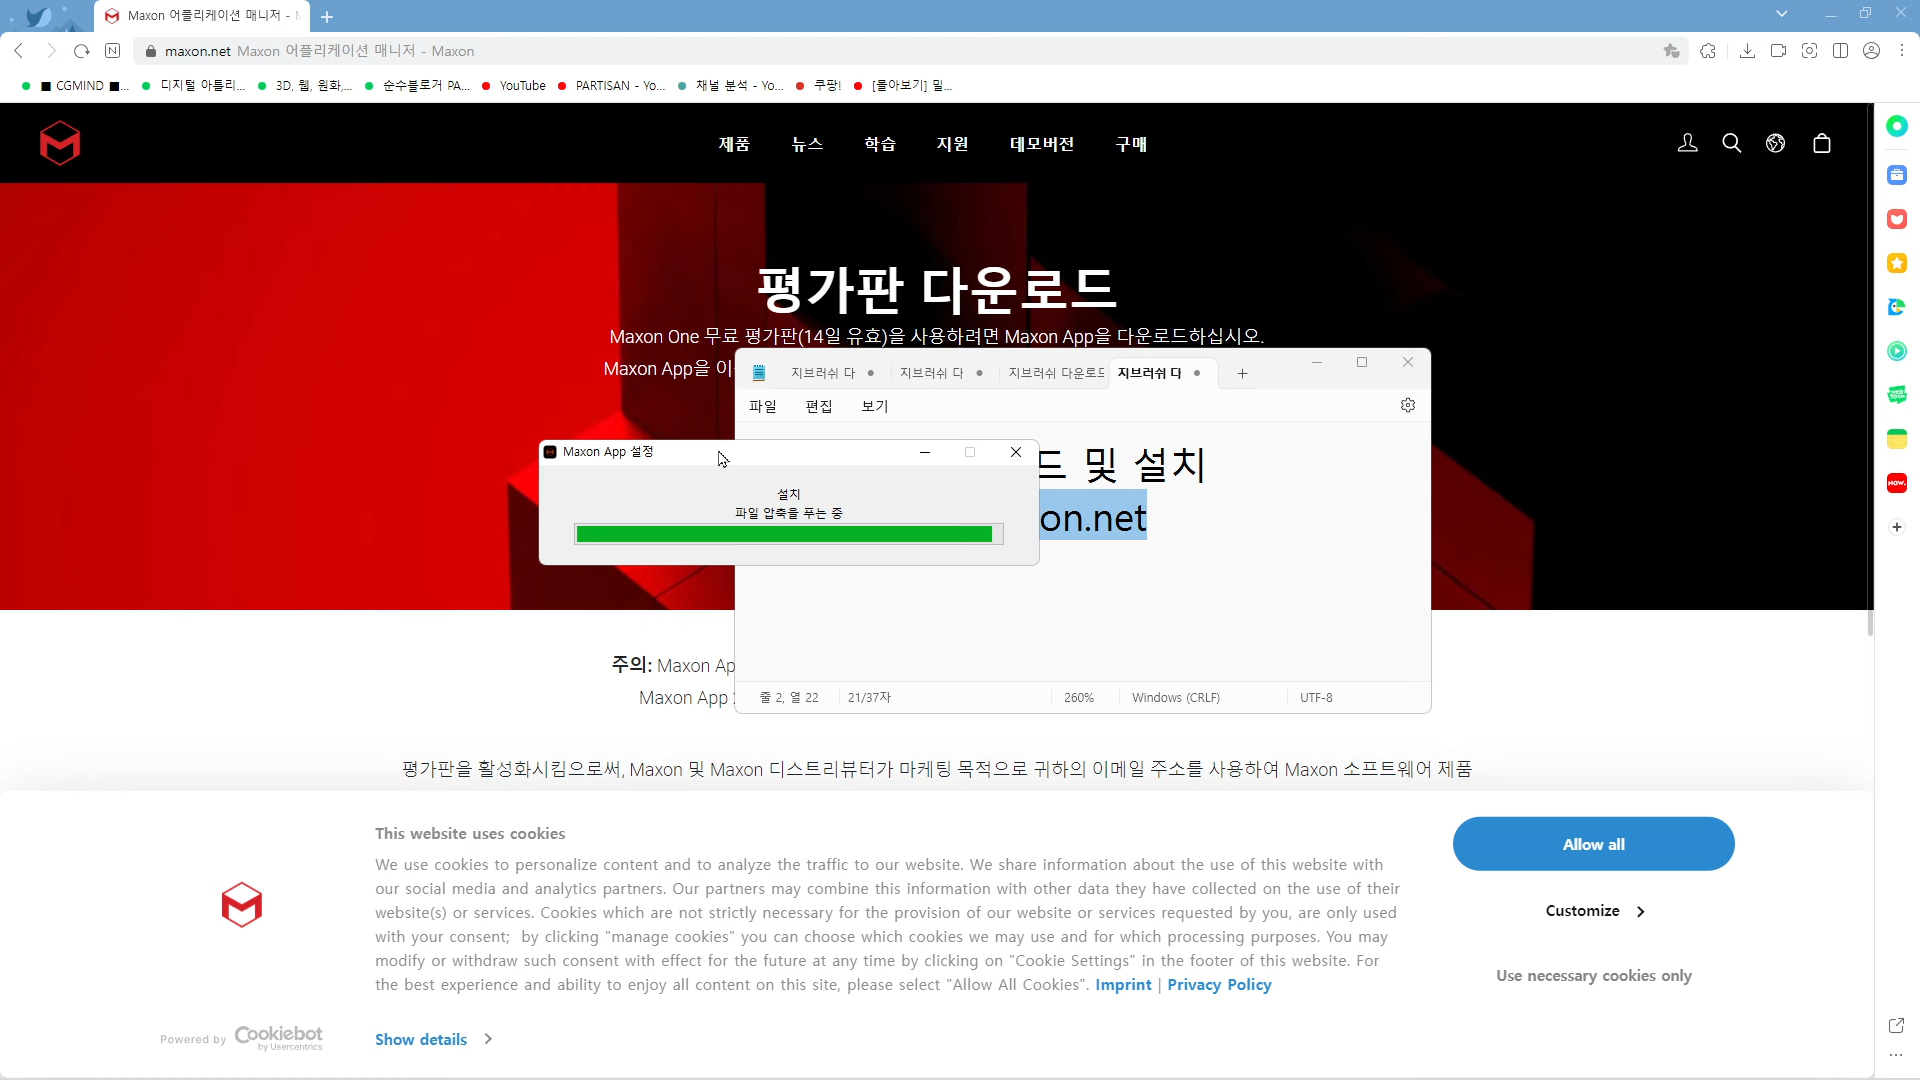 Maxon 어플리케이션 매니저 -
maxon.net Maxon 어플리케이션 매니저 - Maxon
■ CGMIND ■... 디지털 아틀리... 3D, 웹, 원화,... 순수블로거 PA... YouTube PARTISAN - Yo... 채널 분석 - Yo... 쿠팡! [몰아보기] 밀...
제품 뉴스 학습 지원 데모버전 구매
평가판 다운로드
Maxon One 무료 평가판(14일 유효)을 사용하려면 Maxon App을 다운로드하십시오.
Maxon App을
지브러쉬 다 지브러쉬 다 지브러쉬 다운로드 지브러쉬 다
파일 편집 보기
Maxon App 설정
드 및 설치
설치
파일 압축을 푸는 중
on.net
주의: Maxon Ap
Maxon App
줄 2, 열 22 21/37자 260% Windows (CRLF) UTF-8
평가판을 활성화시킴으로써, Maxon 및 Maxon 디스트리뷰터가 마케팅 목적으로 귀하의 이메일 주소를 사용하여 Maxon 소프트웨어 제품
This website uses cookies
We use cookies to personalize content and to analyze the traffic to our website. We share information about the use of this website with
our social media and analytics partners. Our partners may combine this information with other data they have collected on the use of their
website(s) or services. Cookies which are not strictly necessary for the provision of our website or services requested by you, are only used
with your consent; by clicking "manage cookies" you can choose which cookies we may use and for which processing purposes. You may
modify or withdraw such consent with effect for the future at any time by clicking on "Cookie Settings" in the footer of this website. For
the best experience and ability to enjoy all content on this site, please select "Allow All Cookies". Imprint | Privacy Policy
Allow all
Customize
Use necessary cookies only
Powered by Cookiebot
by Usercentrics
Show details
NOW.